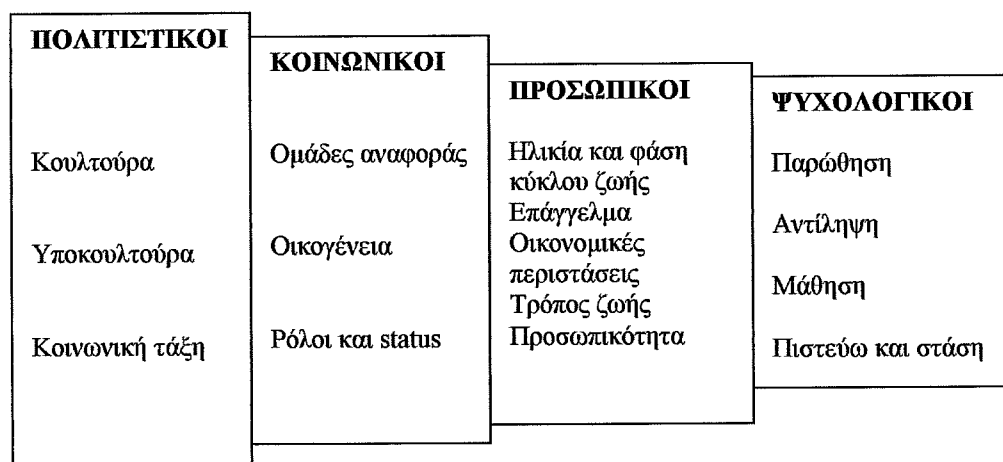 ΠΟΛΙΤΙΣΤΙΚΟΙ
Κουλτούρα
Υποκουλτούρα
Κοινωνική τάξη
ΚΟΙΝΩΝΙΚΟΙ
Ομάδες αναφοράς
Οικογένεια
Ρόλοι και status
ΠΡΟΣΩΠΙΚΟΙ
Ηλικία και φάση
κύκλου ζωής
Επάγγελμα
Οικονομικές
περιστάσεις
Τρόπος ζωής
Προσωπικότητα
ΨΥΧΟΛΟΓΙΚΟΙ
Παρώθηση
Αντίληψη
Μάθηση
Πιστεύω και στάση